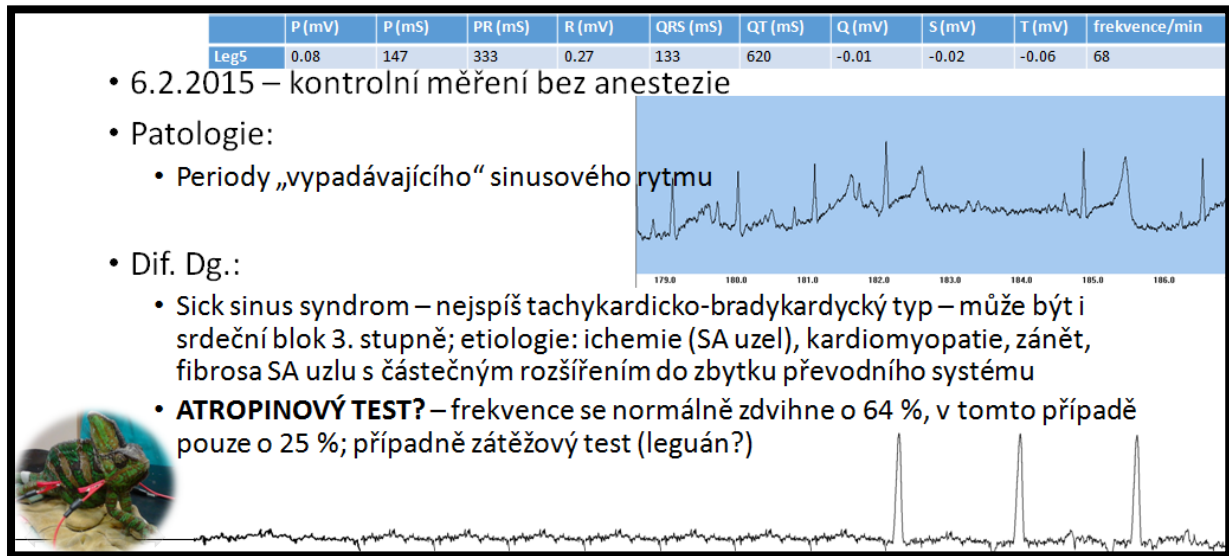 P (mV) P (mS) PR (mS) R (mV) QRS (mS) QT (mS) Q (mV) S (mV) T (mV) frekvence/min
Leg5 0.08 147 333 0.27 133 620 -0.01 -0.02 -0.06 68
• 6.2.2015 – kontrolní měření bez anestezie
• Patologie:
• Periody „vypadávajícího“ sinusového rytmu
179.0 180.0 181.0 182.0 183.0 184.0 185.0 186.0
• Dif. Dg.:
• Sick sinus syndrom – nejspíš tachykardicko-bradykardycký typ – může být i
srdeční blok 3. stupně; etiologie: ichemie (SA uzel), kardiomyopatie, zánět,
fibrosa SA uzlu s částečným rozšířením do zbytku převodního systému
• ATROPINOVÝ TEST? – frekvence se normálně zdvihne o 64 %, v tomto případě
pouze o 25 %; případně zátěžový test (leguán?)